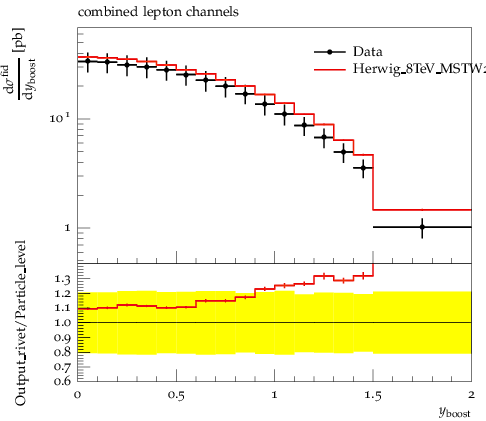 combined lepton channels
dσ^fid / dy_boost [pb]
Data
Herwig_8TeV_MSTW
10^1
1
Output_rivet/Particle_level
1.3
1.2
1.1
1.0
0.9
0.8
0.7
0.6
0 0.5 1 1.5 2
y_boost